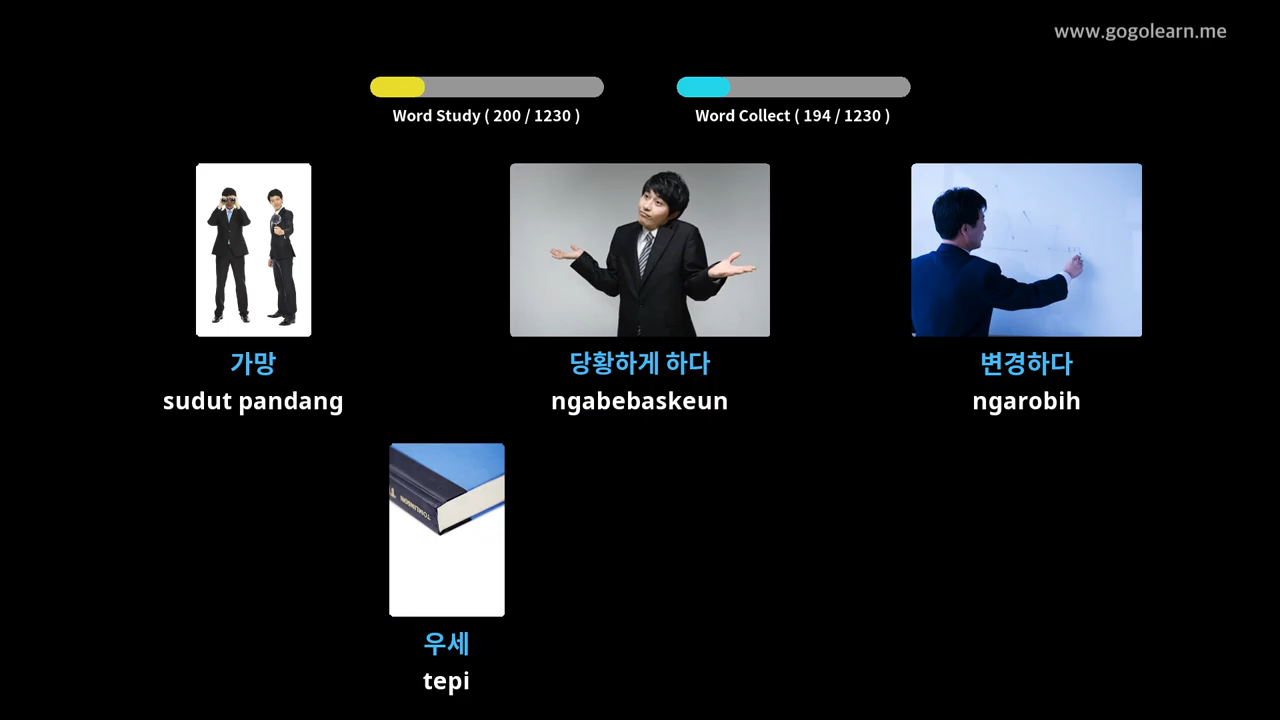 www.gogolearn.me
Word Study ( 200 / 1230 )
Word Collect ( 194 / 1230 )
가망
sudut pandang
당황하게 하다
ngabebaskeun
변경하다
ngarobih
TOMLINSON
우세
tepi